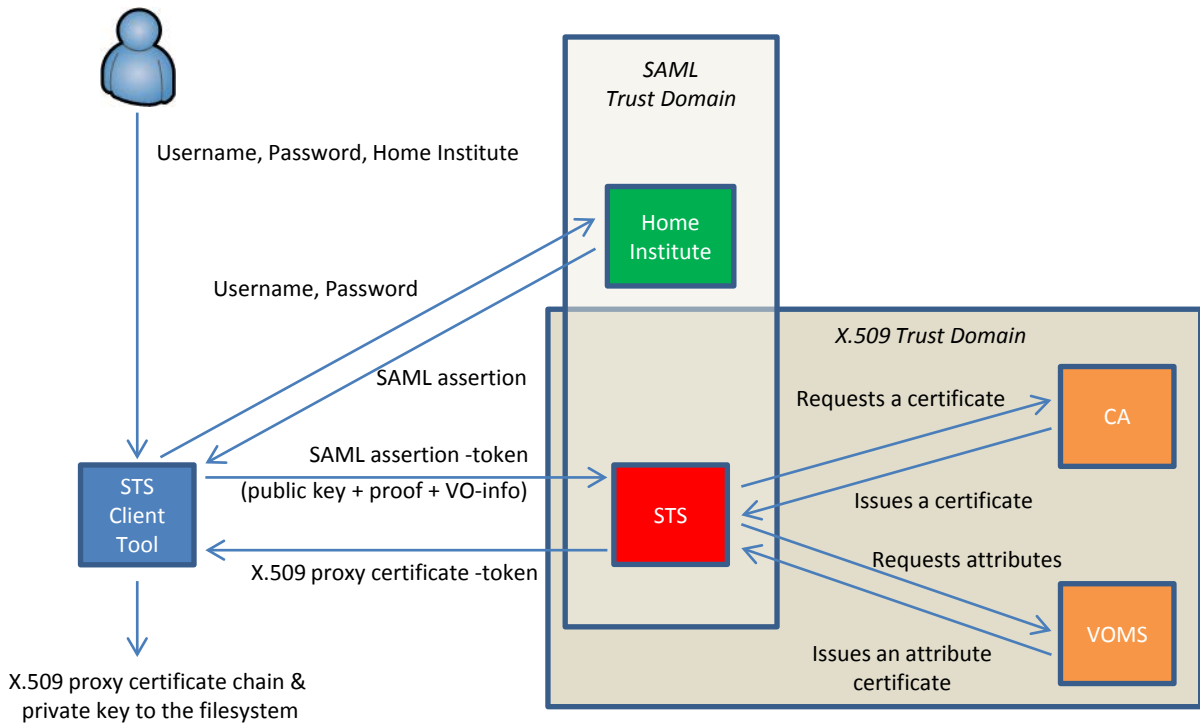 SAML
Trust Domain
Username, Password, Home Institute
Home
Institute
Username, Password
X.509 Trust Domain
SAML assertion
Requests a certificate
CA
SAML assertion -token
(public key + proof + VO-info)
STS
Client
Tool
STS
Issues a certificate
X.509 proxy certificate -token
Requests attributes
VOMS
Issues an attribute
certificate
X.509 proxy certificate chain &
private key to the filesystem